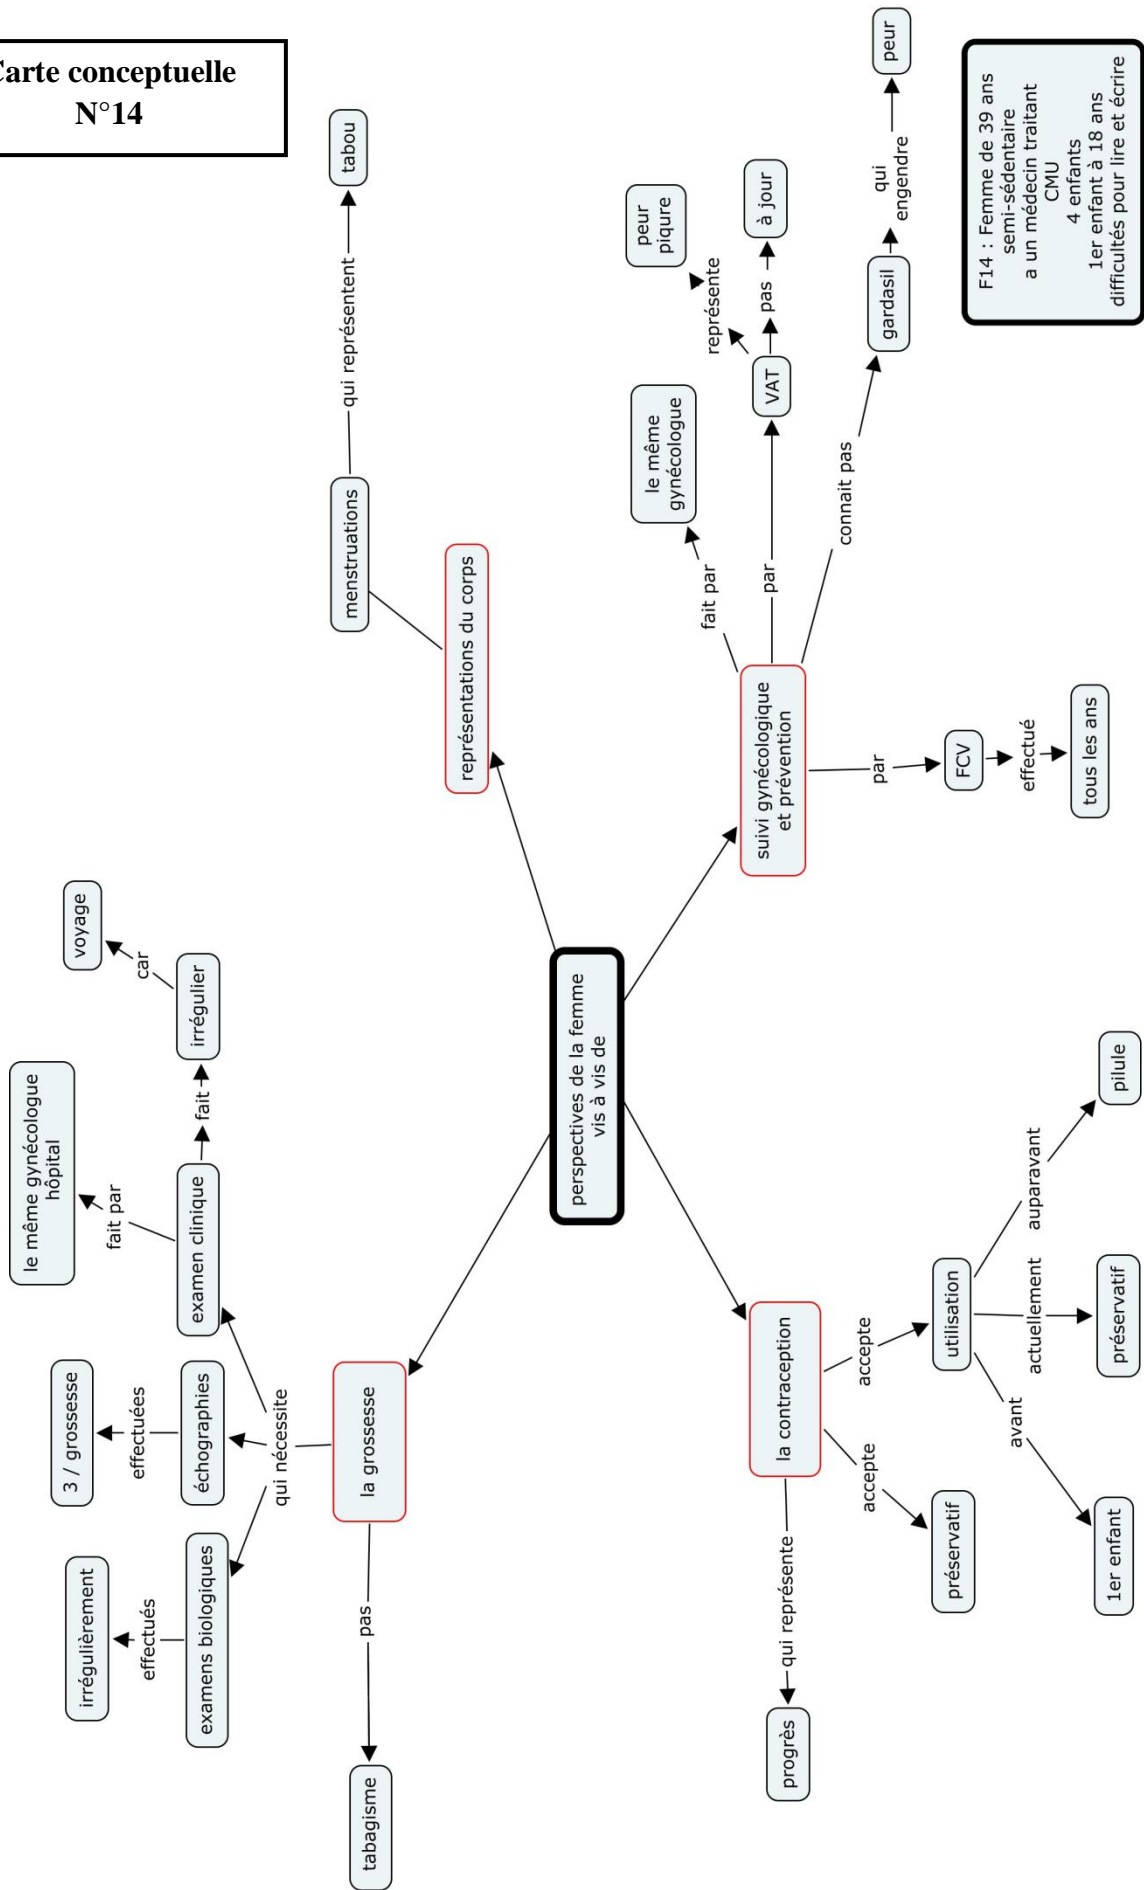 Carte conceptuelle
N°14
perspectives de la femme
vis à vis de
la grossesse
qui nécessite
examens biologiques
effectués
irrégulièrement
échographies
effectuées
3 / grossesse
examen clinique
fait par
le même gynécologue
hôpital
fait
irrégulier
car
voyage
pas
tabagisme
représentations du corps
menstruations
qui représentent
tabou
la contraception
qui représente
progrès
accepte
préservatif
accepte
utilisation
avant
1er enfant
actuellement
préservatif
auparavant
pilule
suivi gynécologique
et prévention
fait par
le même
gynécologue
par
VAT
représente
peur
piqure
pas
à jour
connait pas
gardasil
qui
engendre
peur
par
FCV
effectué
tous les ans
F14 : Femme de 39 ans
semi-sédentaire
a un médecin traitant
CMU
4 enfants
1er enfant à 18 ans
difficultés pour lire et écrire